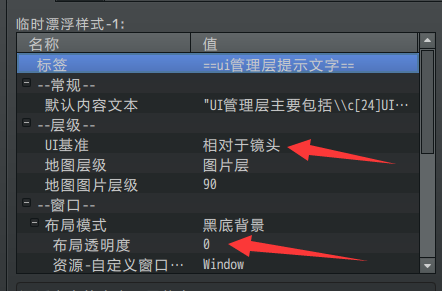 临时漂浮样式-1:
名称 值
标签 ==ui管理层提示文字==
--常规--
默认内容文本 "UI管理层主要包括\\c[24]UI…
--层级--
UI基准 相对于镜头
地图层级 图片层
地图图片层级 90
--窗口--
布局模式 黑底背景
布局透明度 0
资源-自定义窗口… Window